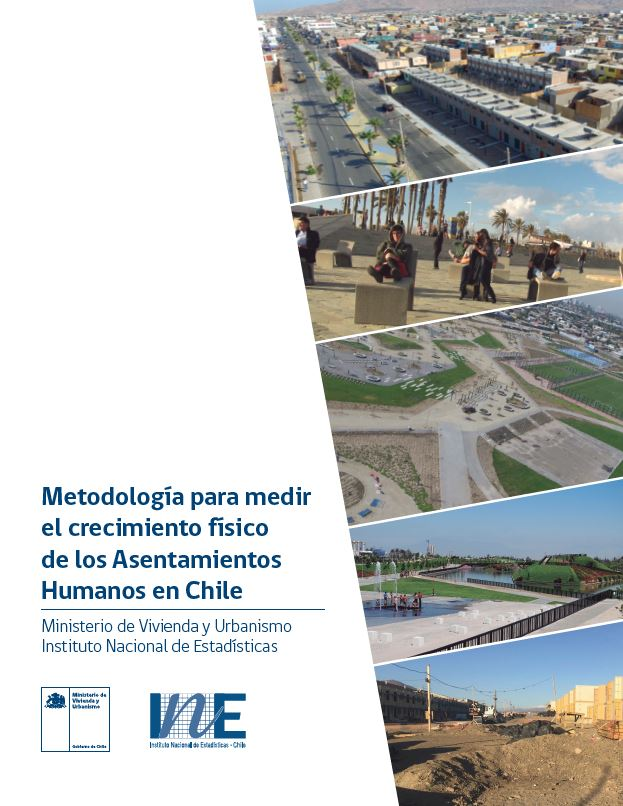 Metodología para medir
el crecimiento físico
de los Asentamientos
Humanos en Chile
Ministerio de Vivienda y Urbanismo
Instituto Nacional de Estadísticas
Ministerio de
Vivienda y
Urbanismo
Gobierno de Chile
INE
Instituto Nacional de Estadísticas - Chile